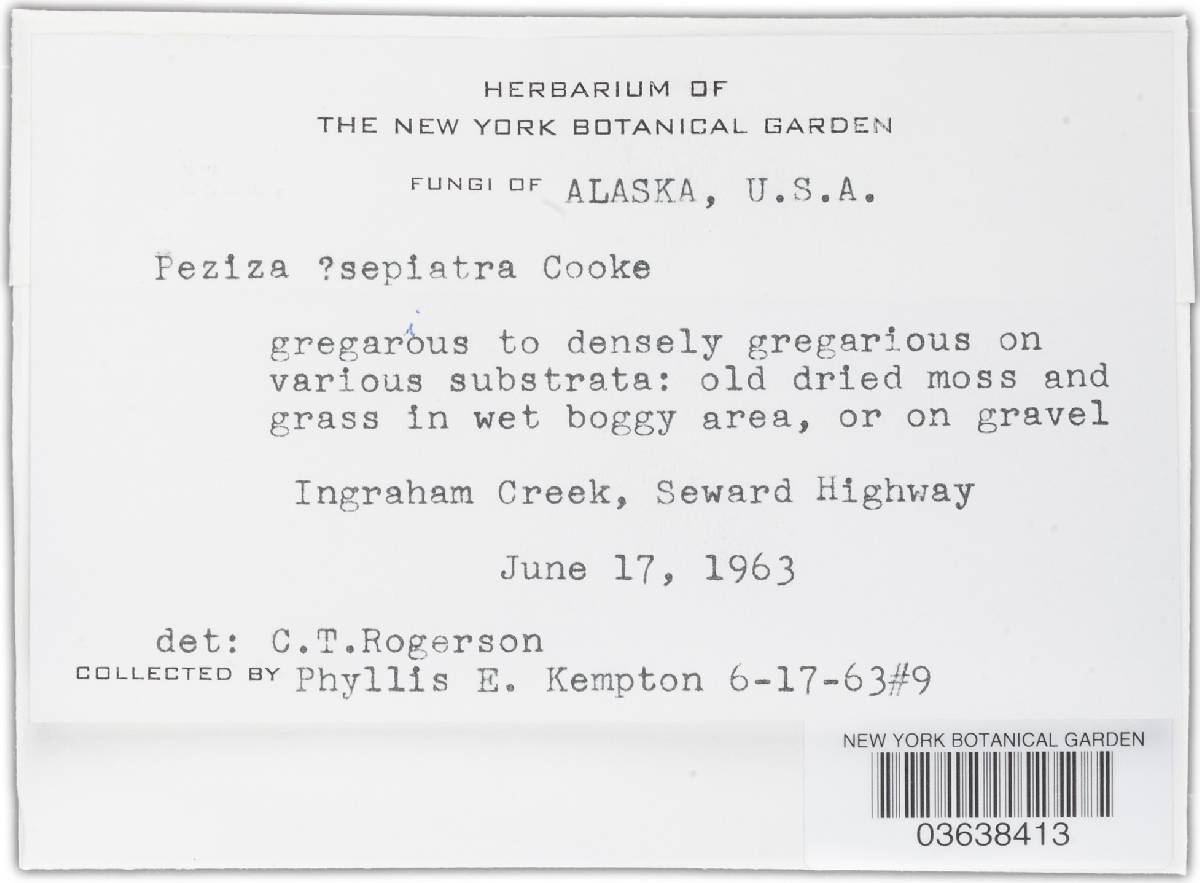 HERBARIUM OF
THE NEW YORK BOTANICAL GARDEN
FUNGI OF ALASKA, U.S.A.
Peziza ?sepiatra Cooke
gregarious to densely gregarious on
various substrata: old dried moss and
grass in wet boggy area, or on gravel
Ingraham Creek, Seward Highway
June 17, 1963
det: C.T.Rogerson
COLLECTED BY Phyllis E. Kempton 6-17-63#9
NEW YORK BOTANICAL GARDEN
03638413